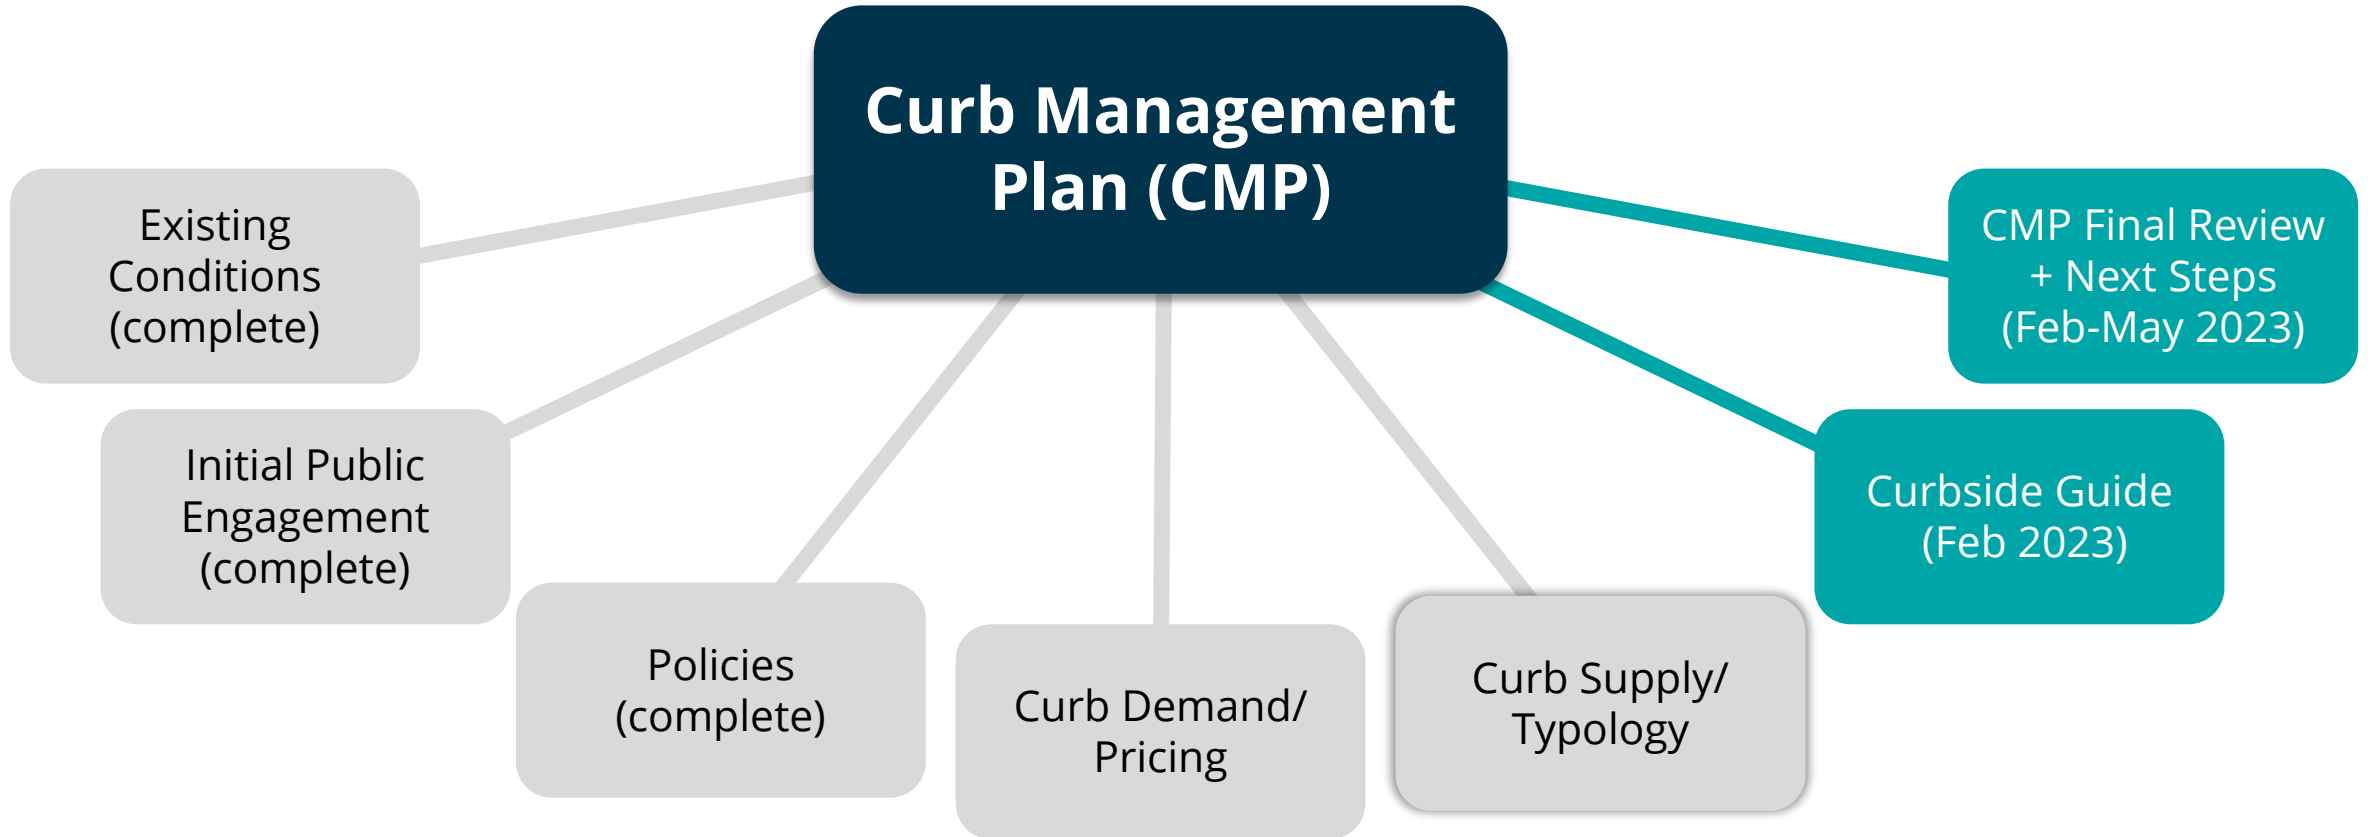 Curb Management
Plan (CMP)
Existing
Conditions
(complete)
Initial Public
Engagement
(complete)
Policies
(complete)
Curb Demand/
Pricing
Curb Supply/
Typology
Curbside Guide
(Feb 2023)
CMP Final Review
+ Next Steps
(Feb-May 2023)